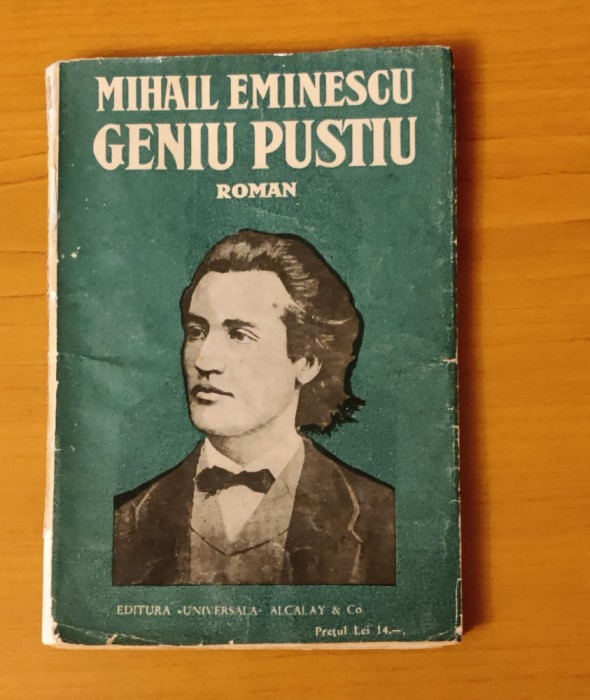 MIHAIL EMINESCU
GENIU PUSTIU
ROMAN
EDITURA «UNIVERSALA» ALCALAY & Co.
Prețul Lei 14.—